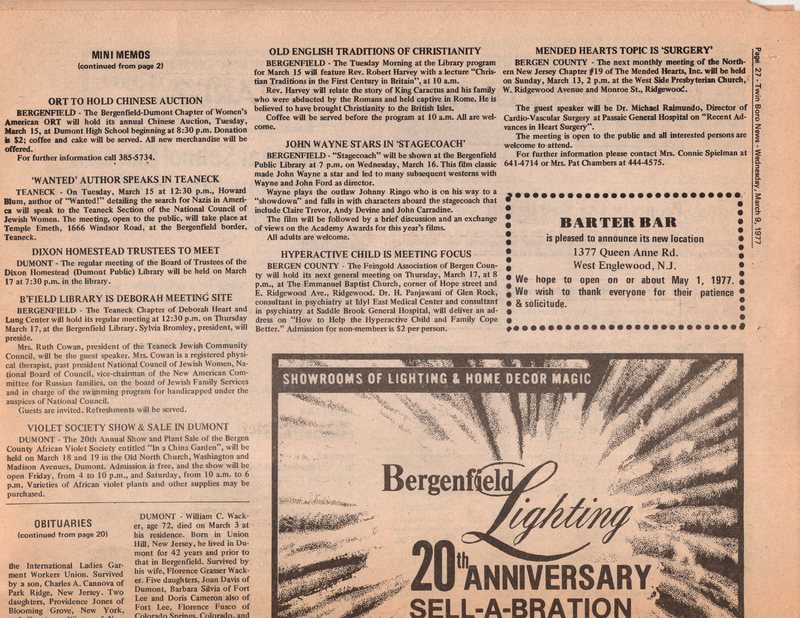 MINI MEMOS
(continued from page 2)
ORT TO HOLD CHINESE AUCTION
BERGENFIELD - The Bergenfield-Dumont Chapter of Women's
American ORT will hold its annual Chinese Auction, Tuesday,
March 15, at Dumont High School beginning at 8:30 p.m. Donation
is $2; coffee and cake will be served. All new merchandise will be
offered.
For further information call 385-5734.
'WANTED' AUTHOR SPEAKS IN TEANECK
TEANECK - On Tuesday, March 15 at 12:30 p.m., Howard
Blum, author of "Wanted!" detailing the search for Nazis in Ameri-
ca will speak to the Teaneck Section of the National Council of
Jewish Women. The meeting, open to the public, will take place at
Temple Emeth, 1666 Windsor Road, at the Bergenfield border,
Teaneck.
DIXON HOMESTEAD TRUSTEES TO MEET
DUMONT - The regular meeting of the Board of Trustees of the
Dixon Homestead (Dumont Public) Library will be held on March
17 at 7:30 p.m. in the library.
B'FIELD LIBRARY IS DEBORAH MEETING SITE
BERGENFIELD - The Teaneck Chapter of Deborah Heart and
Lung Center will hold its regular meeting at 12:30 p.m. on Thursday
March 17, at the Bergenfield Library. Sylvia Bromley, president, will
preside.
Mrs. Ruth Cowan, president of the Teaneck Jewish Community
Council, will be the guest speaker. Mrs. Cowan is a registered physi-
cal therapist, past president National Council of Jewish Women, Na-
tional Board of Council, vice-chairman of the New American Com-
mittee for Russian families, on the board of Jewish Family Services
and in charge of the swimming program for handicapped under the
auspices of National Council.
Guests are invited. Refreshments will be served.
VIOLET SOCIETY SHOW & SALE IN DUMONT
DUMONT - The 20th Annual Show and Plant Sale of the Bergen
County African Violet Society entitled "In a China Garden", will be
held on March 18 and 19 in the Old North Church, Washington and
Madison Avenues, Dumont. Admission is free, and the show will be
open Friday, from 4 to 10 p.m., and Saturday, from 10 a.m. to 6
p.m. Varieties of African violet plants and other supplies may be
purchased.
OBITUARIES
(continued from page 20)
the International Ladies Gar-
ment Workers Union. Survived
by a son, Charles A. Cannova of
Park Ridge, New Jersey. Two
daughters, Providence Jones of
Blooming Grove, New York,
DUMONT - William C. Wack-
er, age 72, died on March 3 at
his residence. Born in Union
Hill, New Jersey, he lived in Du-
mont for 42 years and prior to
that in Bergenfield. Survived by
his wife, Florence Grasser Wack-
er. Five daughters, Joan Davis of
Dumont, Barbara Silvia of Fort
Lee and Doris Cameron also of
Fort Lee, Florence Fusco of
Colorado Springs, Colorado, and
OLD ENGLISH TRADITIONS OF CHRISTIANITY
BERGENFIELD - The Tuesday Morning at the Library program
for March 15 will feature Rev. Robert Harvey with a lecture "Chris-
tian Traditions in the First Century in Britain", at 10 a.m.
Rev. Harvey will relate the story of King Caractus and his family
who were abducted by the Romans and held captive in Rome. He is
believed to have brought Christianity to the British Isles.
Coffee will be served before the program at 10 a.m. All are wel-
come.
JOHN WAYNE STARS IN 'STAGECOACH'
BERGENFIELD - "Stagecoach" will be shown at the Bergenfield
Public Library at 7 p.m. on Wednesday, March 16. This film classic
made John Wayne a star and led to many subsequent westerns with
Wayne and John Ford as director.
Wayne plays the outlaw Johnny Ringo who is on his way to a
"showdown" and falls in with characters aboard the stagecoach that
include Claire Trevor, Andy Devine and John Carradine.
The film will be followed by a brief discussion and an exchange
of views on the Academy Awards for this year's films.
All adults are welcome.
HYPERACTIVE CHILD IS MEETING FOCUS
BERGEN COUNTY - The Feingold Association of Bergen Coun-
ty will hold its next general meeting on Thursday, March 17, at 8
p.m., at the Emmanuel Baptist Church, corner of Hope street and
E. Ridgewood Ave., Ridgewood. Dr. H. Panjawani of Glen Rock,
consultant in psychiatry at Idyl East Medical Center and consultant
in psychiatry at Saddle Brook General Hospital, will deliver an ad-
dress on "How to Help the Hyperactive Child and Family Cope
Better." Admission for non-members is $2 per person.
MENDED HEARTS TOPIC IS 'SURGERY'
BERGEN COUNTY - The next monthly meeting of the North-
ern New Jersey Chapter #19 of The Mended Hearts, Inc. will be held
on Sunday, March 13, 2 p.m. at the West Side Presbyterian Church,
W. Ridgewood Avenue and Monroe St., Ridgewood.
The guest speaker will be Dr. Michael Raimundo, Director of
Cardio-Vascular Surgery at Passaic General Hospital on "Recent Ad-
vances in Heart Surgery".
The meeting is open to the public and all interested persons are
welcome to attend.
For further information please contact Mrs. Connie Spielman at
641-4714 or Mrs. Pat Chambers at 444-4575.
BARTER BAR
is pleased to announce its new location
1377 Queen Anne Rd.
West Englewood, N.J.
We hope to open on or about May 1, 1977.
We wish to thank everyone for their patience
& solicitude.
Page 27 - Twin Boro News - Wednesday, March 9, 1977
SHOWROOMS OF LIGHTING & HOME DECOR MAGIC
Bergenfield
Lighting
20th ANNIVERSARY
SELL-A-BRATION